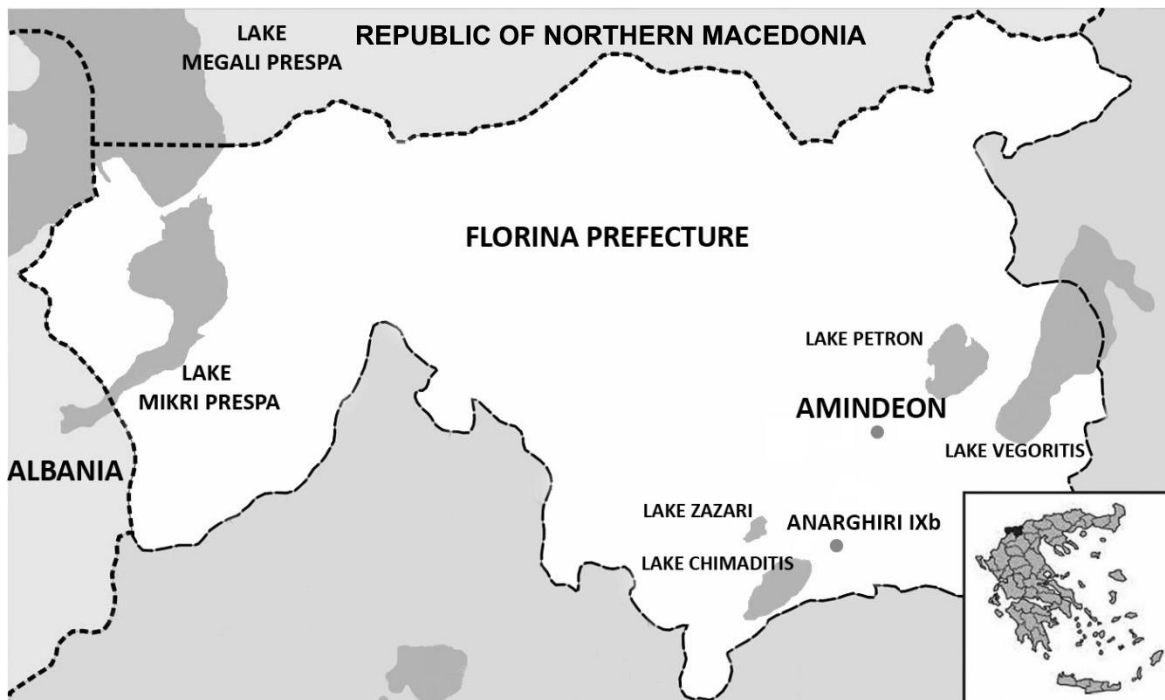 LAKE
MEGALI PRESPA
REPUBLIC OF NORTHERN MACEDONIA
FLORINA PREFECTURE
LAKE PETRON
LAKE
MIKRI PRESPA
AMINDEON
LAKE VEGORITIS
ALBANIA
LAKE ZAZARI
ANARGHIRI IXb
LAKE CHIMADITIS